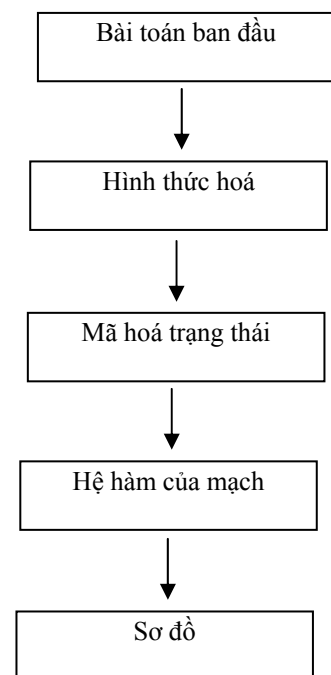 Bài toán ban đầu
Hình thức hoá
Mã hoá trạng thái
Hệ hàm của mạch
Sơ đồ